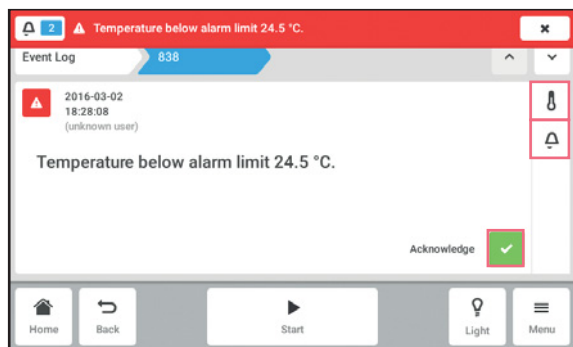 2 Temperature below alarm limit 24.5 °C.
Event Log 838
2016-03-02
18:28:08
(unknown user)
Temperature below alarm limit 24.5 °C.
Acknowledge
Home Back Start Light Menu